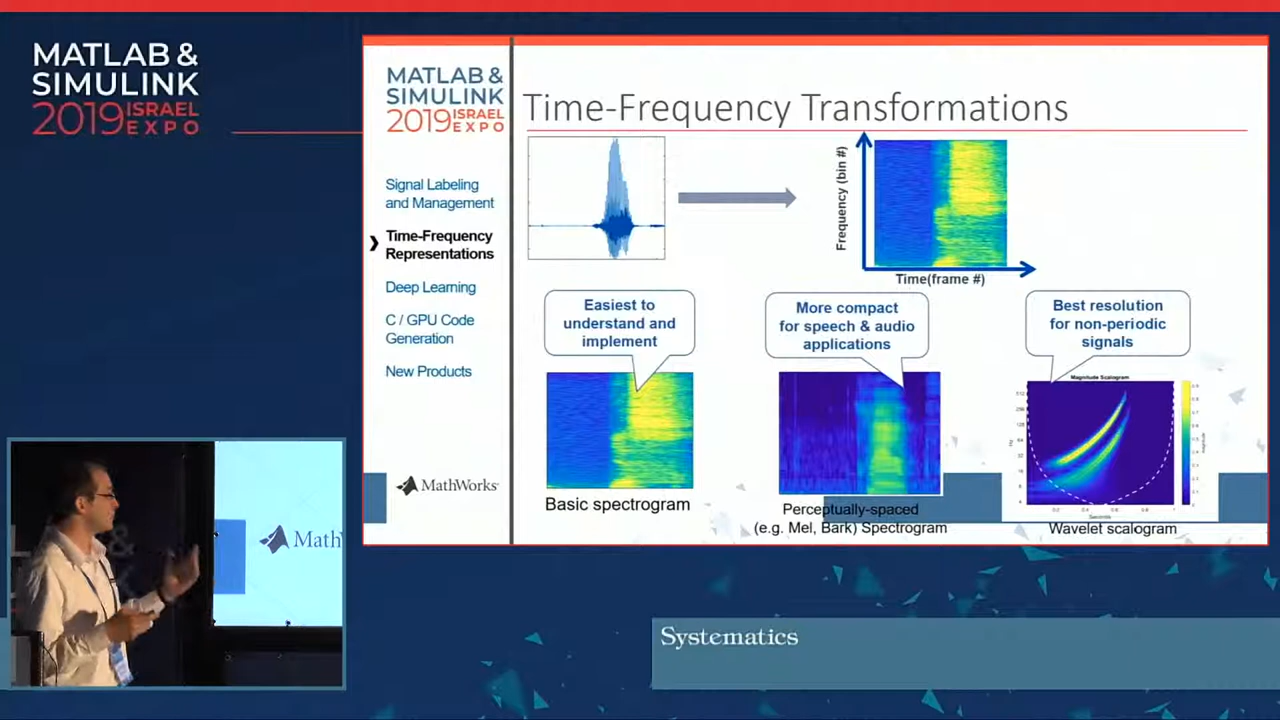 MATLAB &
SIMULINK
2019 ISRAEL
EXPO
MATLAB &
SIMULINK
2019 ISRAEL
EXPO
Time-Frequency Transformations
Signal Labeling
and Management
Time-Frequency
Representations
Deep Learning
C / GPU Code
Generation
New Products
MathWorks
Frequency (bin #)
Time(frame #)
Easiest to
understand and
implement
More compact
for speech & audio
applications
Best resolution
for non-periodic
signals
Magnitude Scalogram
Basic spectrogram
Perceptually-spaced
(e.g. Mel, Bark) Spectrogram
Seconds
Wavelet scalogram
Math
Systematics